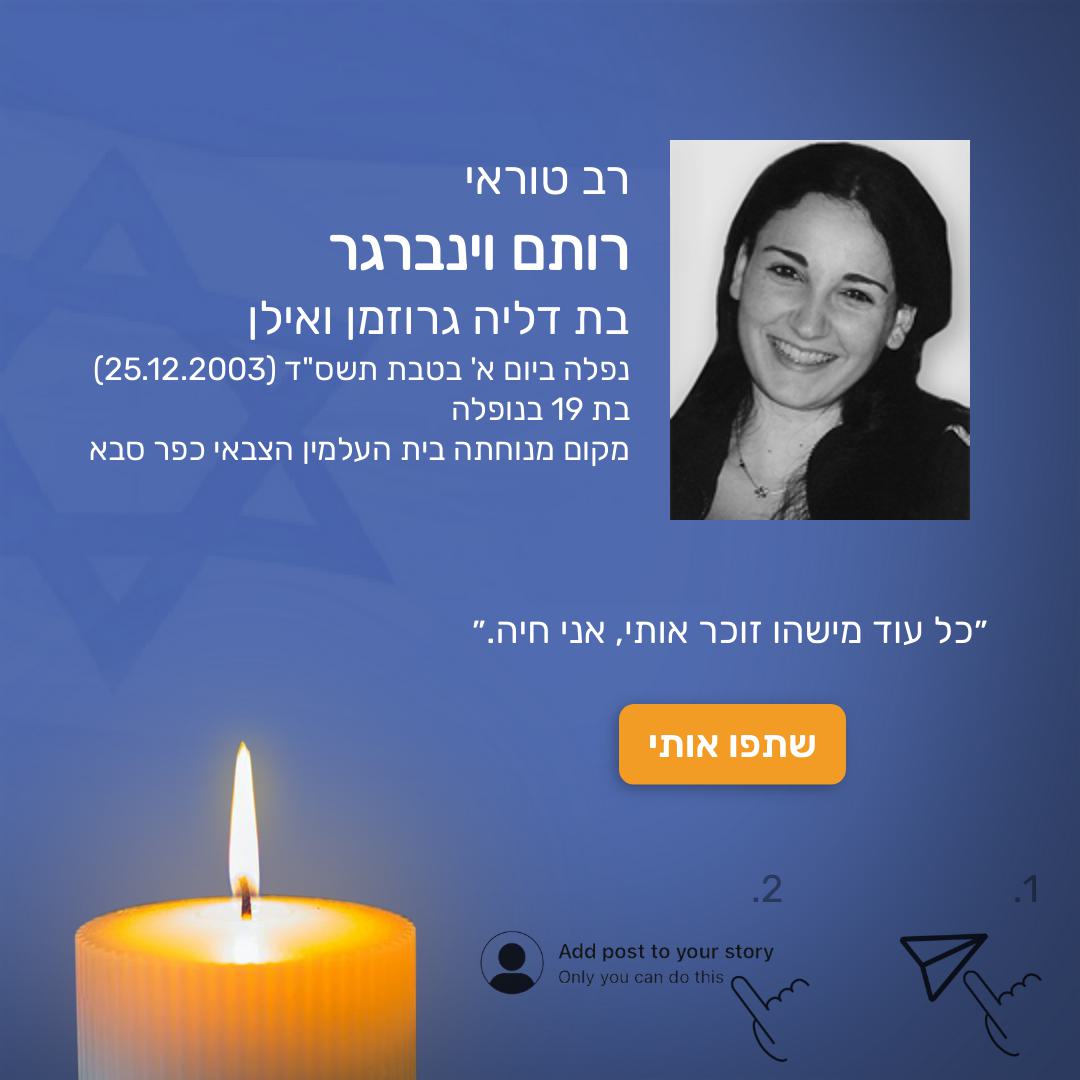 רב טוראי
רותם וינברגר
בת דליה גרוזמן ואילן
נפלה ביום א' בטבת תשס"ד (25.12.2003)
בת 19 בנופלה
מקום מנוחתה בית העלמין הצבאי כפר סבא
״כל עוד מישהו זוכר אותי, אני חיה.״
שתפו אותי
.1
.2
Add post to your story
Only you can do this